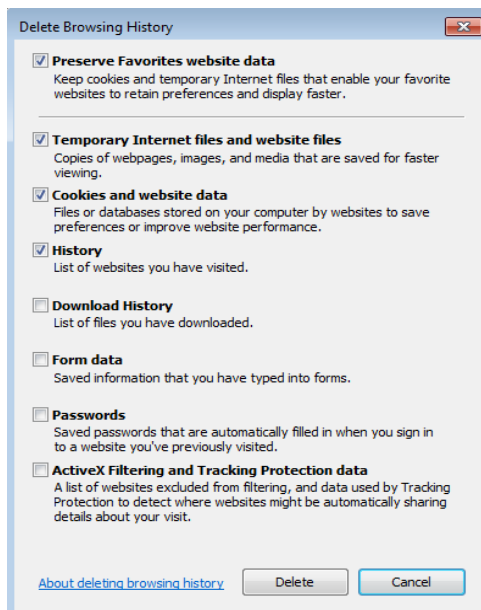 Delete Browsing History
Preserve Favorites website data
Keep cookies and temporary Internet files that enable your favorite
websites to retain preferences and display faster.
Temporary Internet files and website files
Copies of webpages, images, and media that are saved for faster
viewing.
Cookies and website data
Files or databases stored on your computer by websites to save
preferences or improve website performance.
History
List of websites you have visited.
Download History
List of files you have downloaded.
Form data
Saved information that you have typed into forms.
Passwords
Saved passwords that are automatically filled in when you sign in
to a website you've previously visited.
ActiveX Filtering and Tracking Protection data
A list of websites excluded from filtering, and data used by Tracking
Protection to detect where websites might be automatically sharing
details about your visit.
About deleting browsing history Delete Cancel